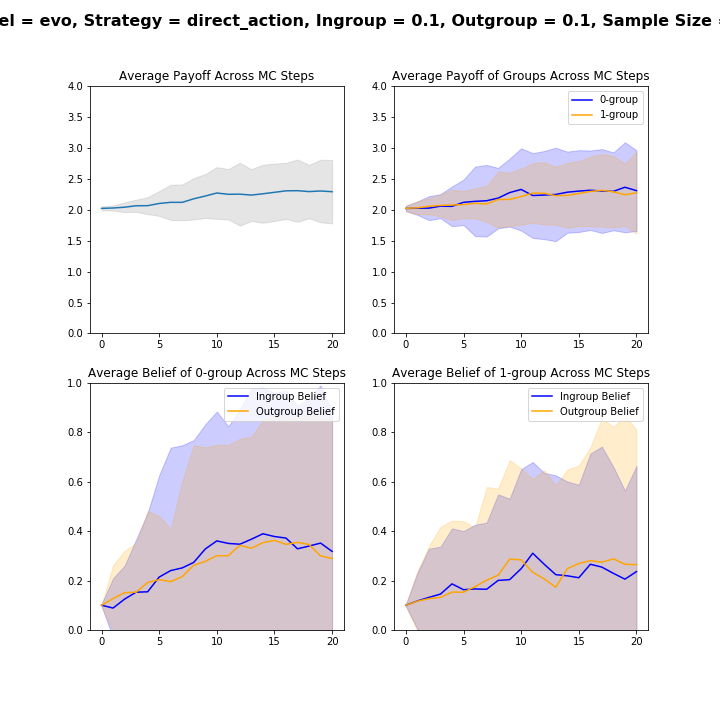 el = evo, Strategy = direct_action, Ingroup = 0.1, Outgroup = 0.1, Sample Size =
Average Payoff Across MC Steps
4.0
3.5
3.0
2.5
2.0
1.5
1.0
0.5
0.0
0 5 10 15 20
Average Payoff of Groups Across MC Steps
0-group
1-group
4.0
3.5
3.0
2.5
2.0
1.5
1.0
0.5
0.0
0 5 10 15 20
Average Belief of 0-group Across MC Steps
Ingroup Belief
Outgroup Belief
1.0
0.8
0.6
0.4
0.2
0.0
0 5 10 15 20
Average Belief of 1-group Across MC Steps
Ingroup Belief
Outgroup Belief
1.0
0.8
0.6
0.4
0.2
0.0
0 5 10 15 20